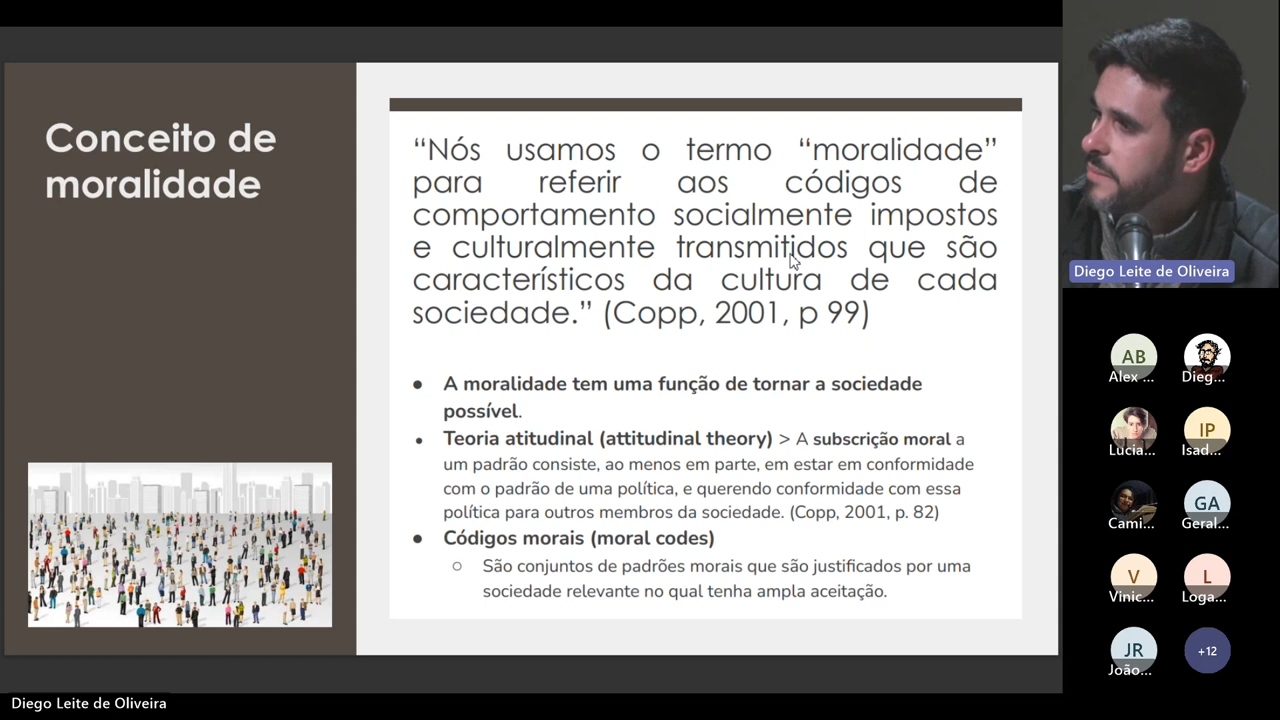 Conceito de
moralidade
“Nós usamos o termo “moralidade”
para referir aos códigos de
comportamento socialmente impostos
e culturalmente transmitidos que são
característicos da cultura de cada
sociedade.” (Copp, 2001, p 99)
● A moralidade tem uma função de tornar a sociedade
possível.
● Teoria atitudinal (attitudinal theory) > A subscrição moral a
um padrão consiste, ao menos em parte, em estar em conformidade
com o padrão de uma política, e querendo conformidade com essa
política para outros membros da sociedade. (Copp, 2001, p. 82)
● Códigos morais (moral codes)
○ São conjuntos de padrões morais que são justificados por uma
sociedade relevante no qual tenha ampla aceitação.
Diego Leite de Oliveira
AB
Alex ...
Dieg...
Lucia...
IP
Isad...
Cami...
GA
Geral...
V
Vinic...
L
Loga...
JR
João...
+12
Diego Leite de Oliveira